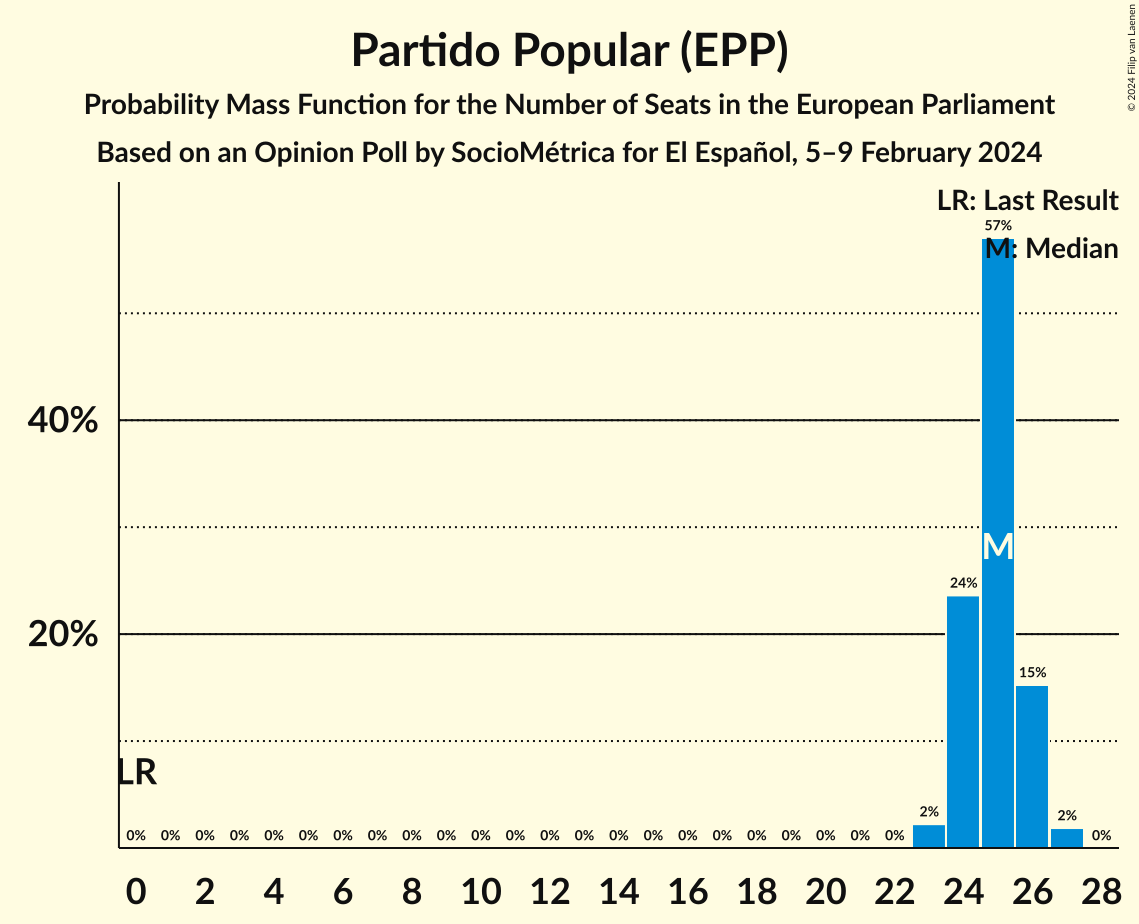 Partido Popular (EPP)
Probability Mass Function for the Number of Seats in the European Parliament
Based on an Opinion Poll by SocioMétrica for El Español, 5–9 February 2024
© 2024 Filip van Laenen
LR: Last Result
57%
M: Median
40%
M
24%
20%
15%
LR
0% 0% 0% 0% 0% 0% 0% 0% 0% 0% 0% 0% 0% 0% 0% 0% 0% 0% 0% 0% 0% 0% 0% 2% 2% 0%
0 2 4 6 8 10 12 14 16 18 20 22 24 26 28